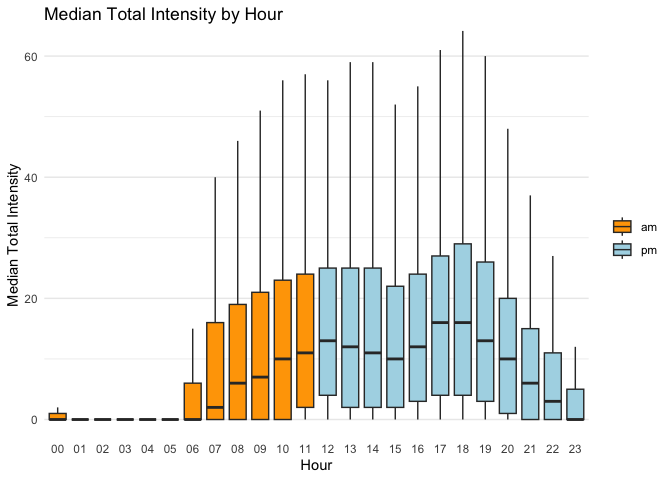 Median Total Intensity by Hour
60
40
20
0
Median Total Intensity
00 01 02 03 04 05 06 07 08 09 10 11 12 13 14 15 16 17 18 19 20 21 22 23
Hour
am
pm